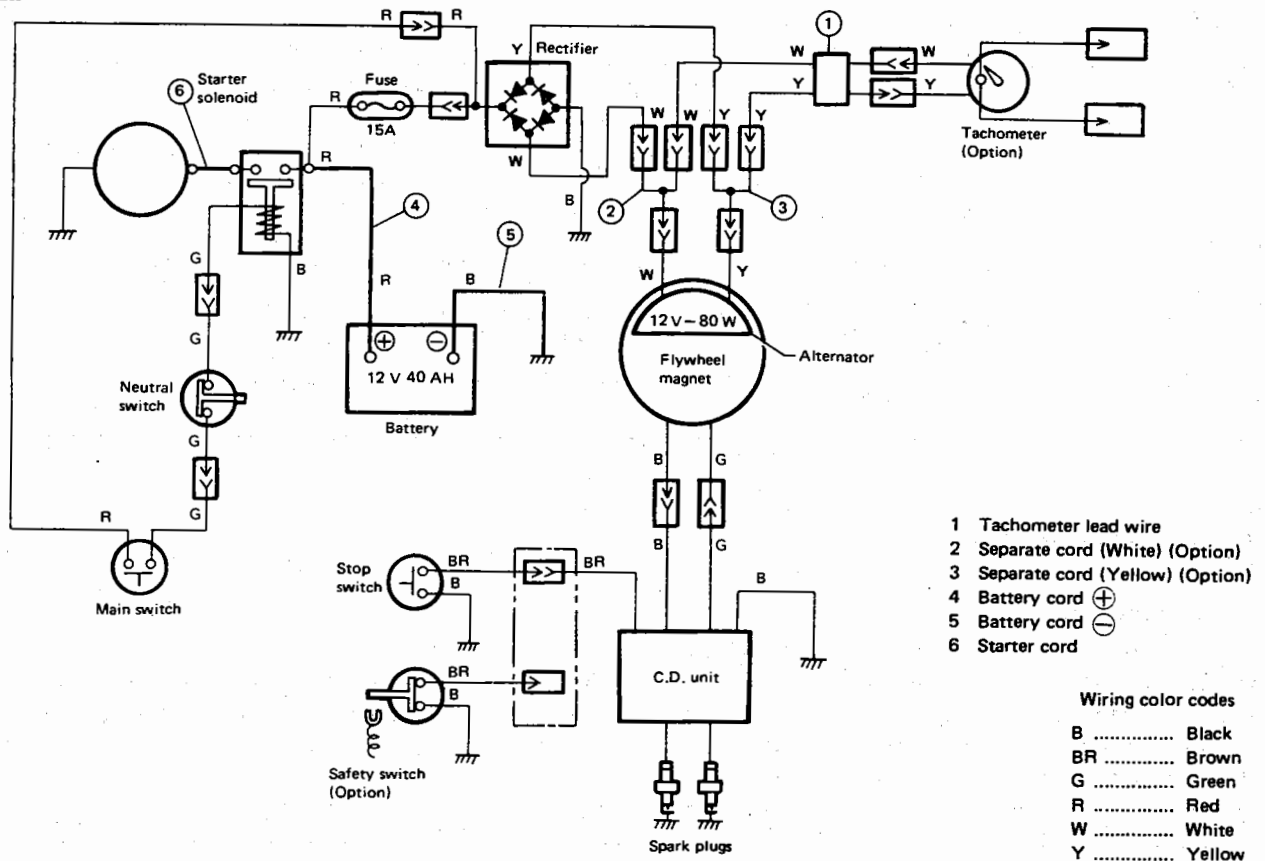 R
R
1
Y
Rectifier
W
W
6
Starter
solenoid
Fuse
R
15A
Y
Y
Tachometer
(Option)
W
W
Y
Y
W
R
B
2
3
4
5
G
B
R
B
W
Y
G
12 V 40 AH
Battery
12 V – 80 W
Flywheel
magnet
Alternator
Neutral
switch
G
G
R
Main switch
B
G
B
G
Stop
switch
BR
B
BR
B
C.D. unit
BR
B
Safety switch
(Option)
Spark plugs
1 Tachometer lead wire
2 Separate cord (White) (Option)
3 Separate cord (Yellow) (Option)
4 Battery cord ⊕
5 Battery cord ⊖
6 Starter cord
Wiring color codes
B ............... Black
BR ............. Brown
G ............... Green
R ............... Red
W ............... White
Y ............... Yellow